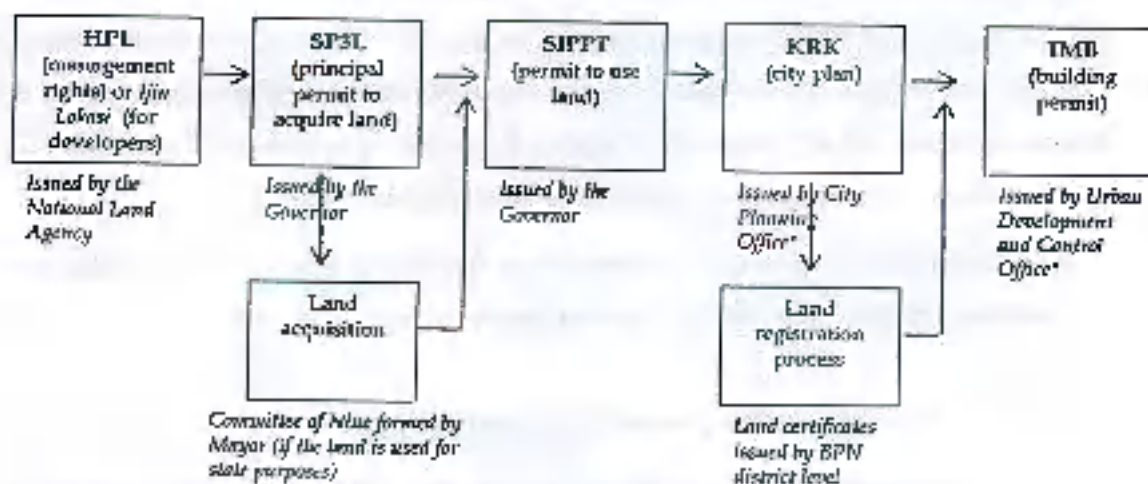 HPL
(management
rights) or Ijin
Lokasi (for
developers)
Issued by the
National Land
Agency
SP3L
(principal
permit to
acquire land)
Issued by the
Governor
Land
acquisition
Committee of Nine formed by
Mayor (if the land is used for
state purposes)
SIPPT
(permit to use
land)
Issued by the
Governor
KRK
(city plan)
Issued by City
Planning
Office*
Land
registration
process
Land certificates
issued by BPN
district level
(building
permit)
Issued by Urban
Development
and Control
Office*